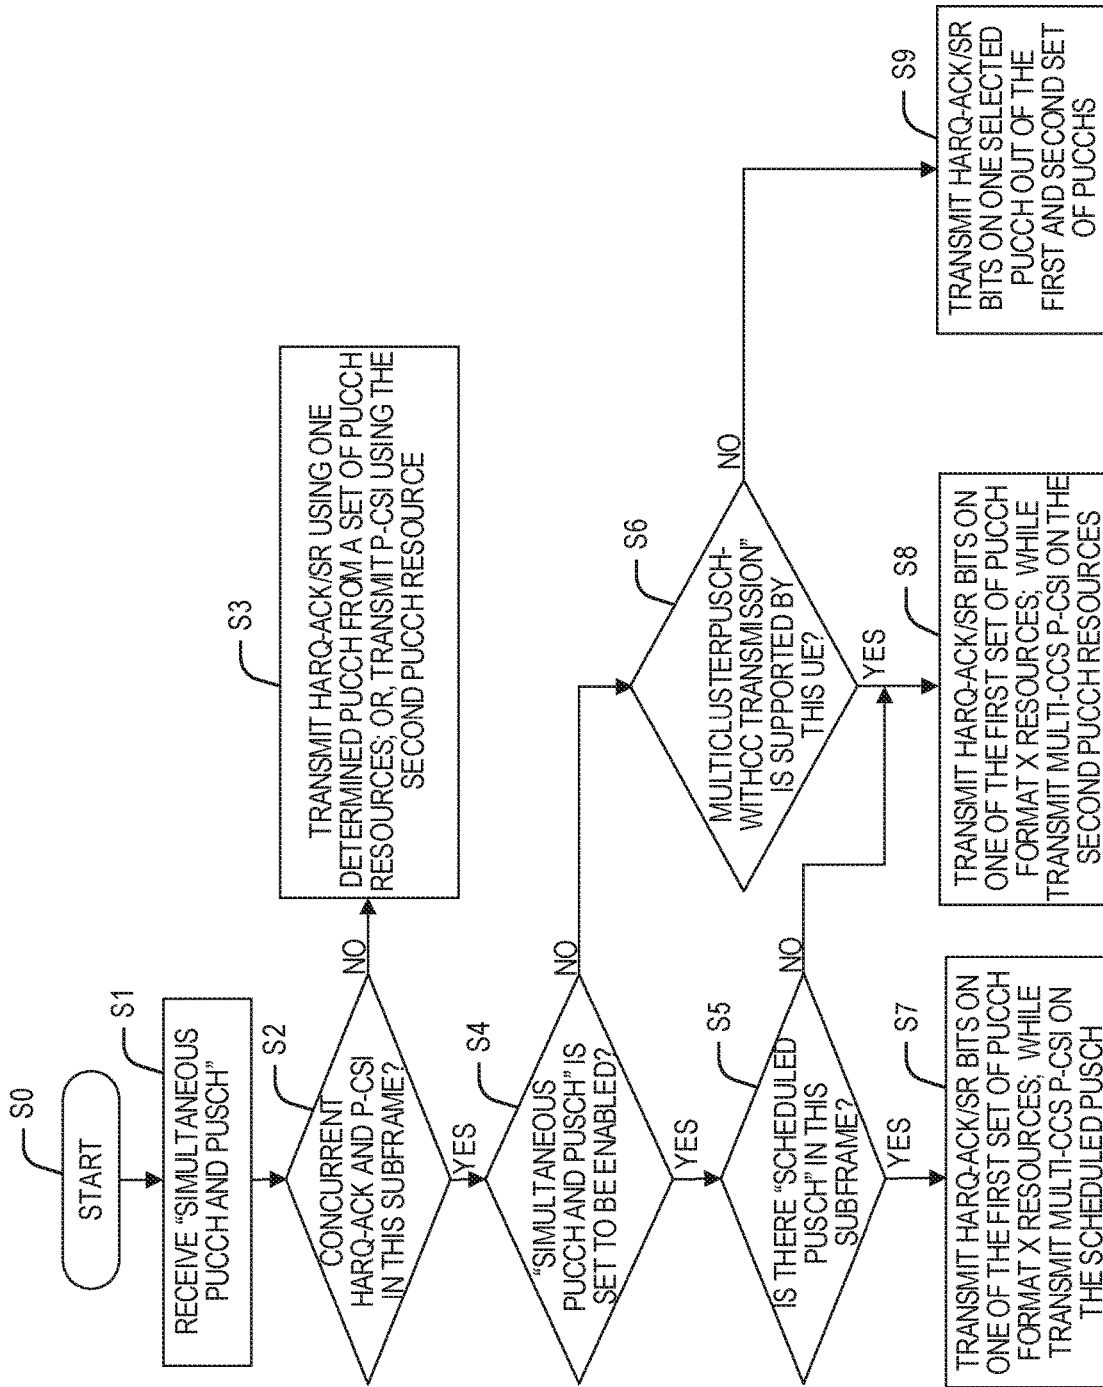 S0
START
S1
RECEIVE "SIMULTANEOUS
PUCCH AND PUSCH"
S2
CONCURRENT
HARQ-ACK AND P-CSI
IN THIS SUBFRAME?
NO
YES
S3
TRANSMIT HARQ-ACK/SR USING ONE
DETERMINED PUCCH FROM A SET OF PUCCH
RESOURCES; OR, TRANSMIT P-CSI USING THE
SECOND PUCCH RESOURCE
S4
"SIMULTANEOUS
PUCCH AND PUSCH" IS
SET TO BE ENABLED?
NO
YES
S5
IS THERE "SCHEDULED
PUSCH" IN THIS
SUBFRAME?
NO
YES
S6
MULTICLUSTERPUSCH-
WITHCC TRANSMISSION"
IS SUPPORTED BY
THIS UE?
NO
YES
S7
TRANSMIT HARQ-ACK/SR BITS ON
ONE OF THE FIRST SET OF PUCCH
FORMAT X RESOURCES; WHILE
TRANSMIT MULTI-CCS P-CSI ON
THE SCHEDULED PUSCH
S8
TRANSMIT HARQ-ACK/SR BITS ON
ONE OF THE FIRST SET OF PUCCH
FORMAT X RESOURCES; WHILE
TRANSMIT MULTI-CCS P-CSI ON THE
SECOND PUCCH RESOURCES
S9
TRANSMIT HARQ-ACK/SR
BITS ON ONE SELECTED
PUCCH OUT OF THE
FIRST AND SECOND SET
OF PUCCHS